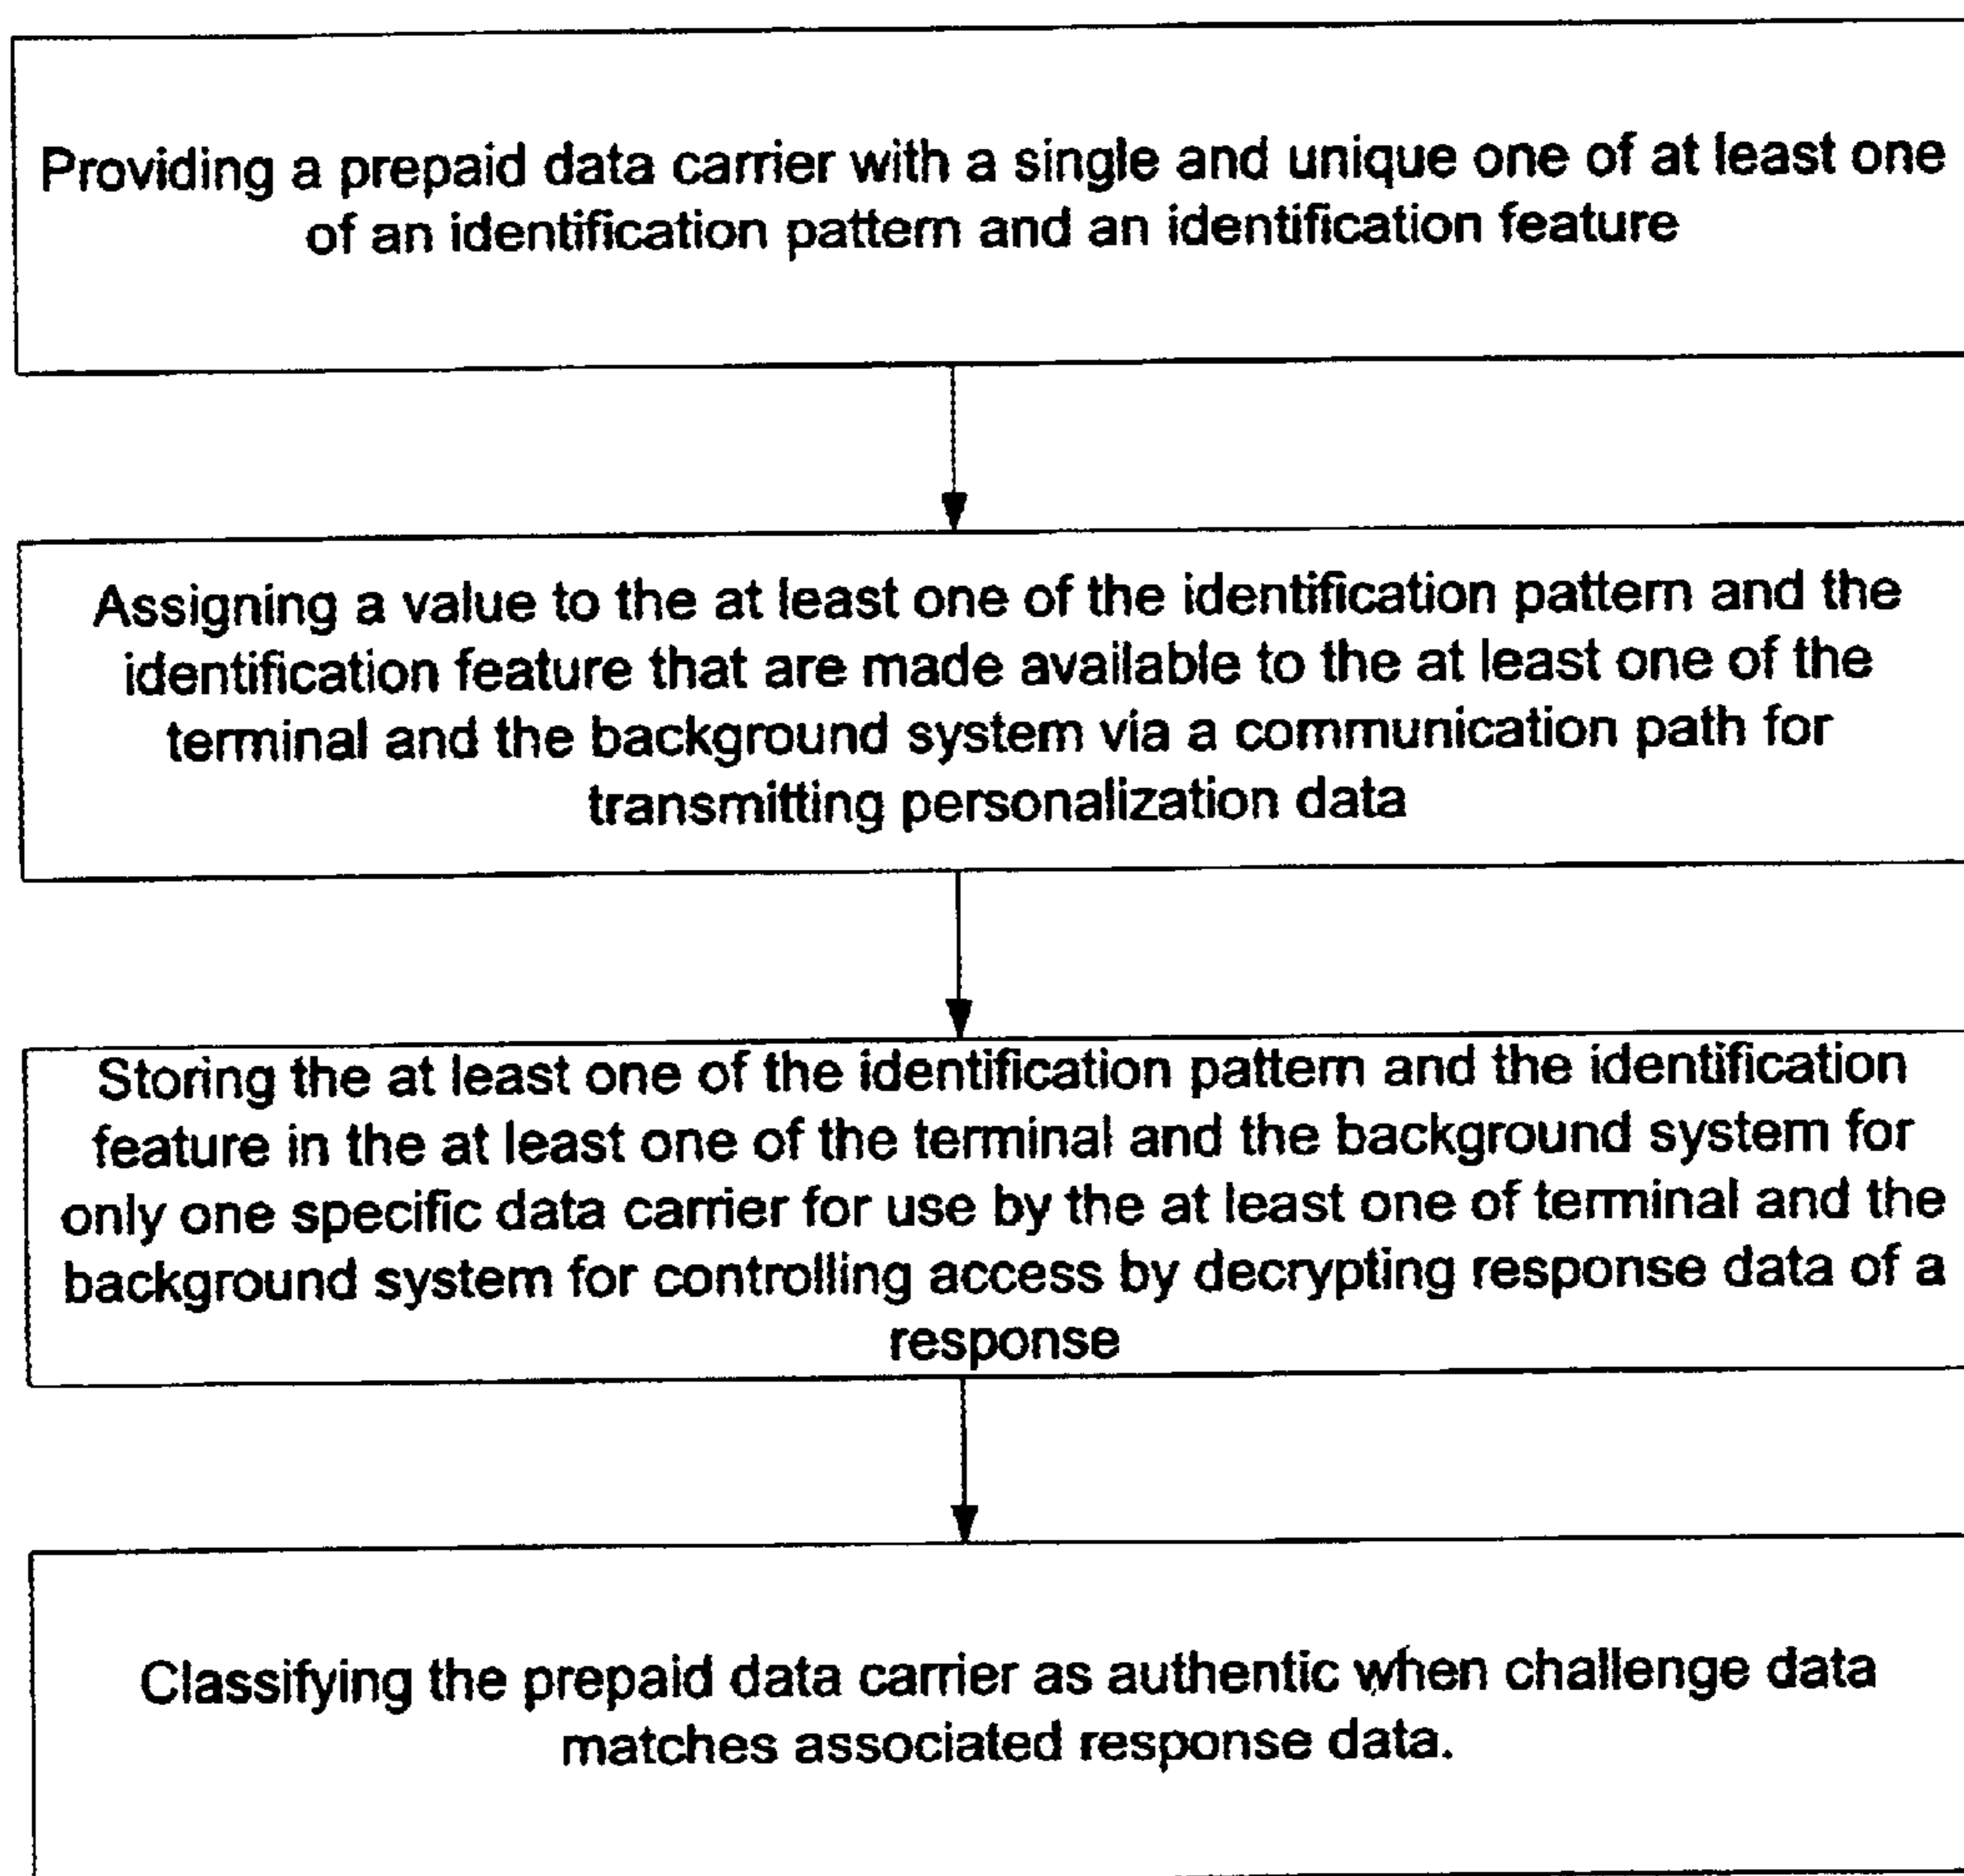 Providing a prepaid data carrier with a single and unique one of at least one
of an identification pattern and an identification feature
Assigning a value to the at least one of the identification pattern and the
identification feature that are made available to the at least one of the
terminal and the background system via a communication path for
transmitting personalization data
Storing the at least one of the identification pattern and the identification
feature in the at least one of the terminal and the background system for
only one specific data carrier for use by the at least one of terminal and the
background system for controlling access by decrypting response data of a
response
Classifying the prepaid data carrier as authentic when challenge data
matches associated response data.